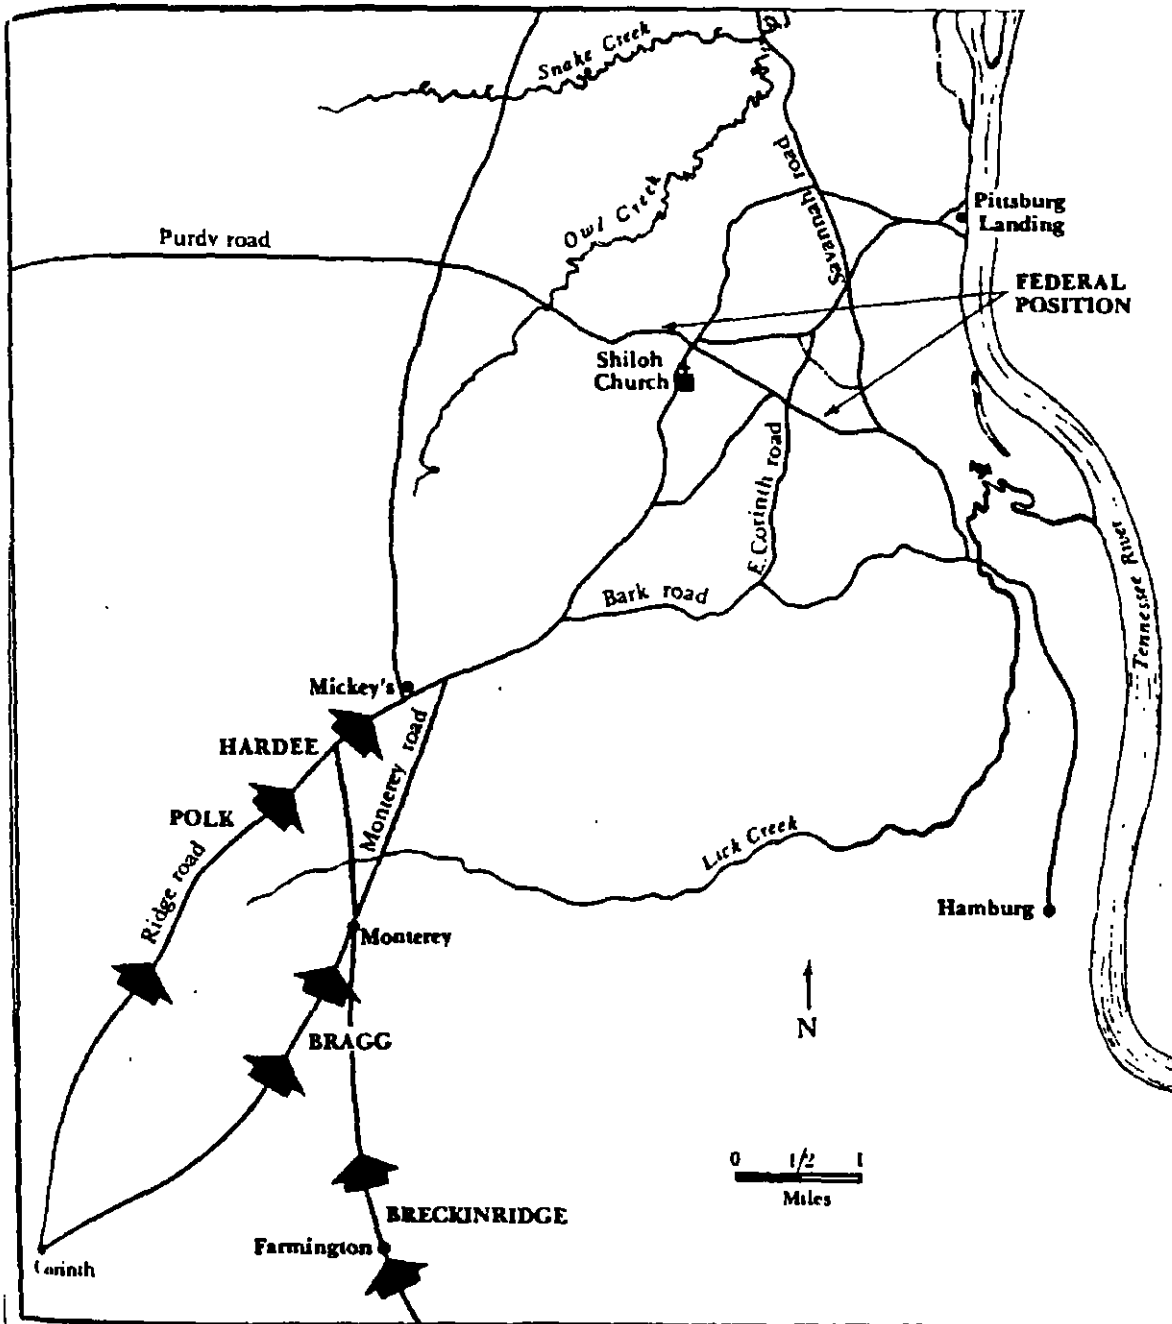 Snake Creek
Owl Creek
Savannah road
Pittsburg
Landing
Purdy road
FEDERAL
POSITION
Shiloh
Church
E. Corinth road
Bark road
Tennessee River
Mickey's
HARDEE
Monterey road
POLK
Ridge road
Lick Creek
Hamburg
Monterey
N
BRAGG
0 1/2 1
Miles
BRECKINRIDGE
Farmington
Corinth